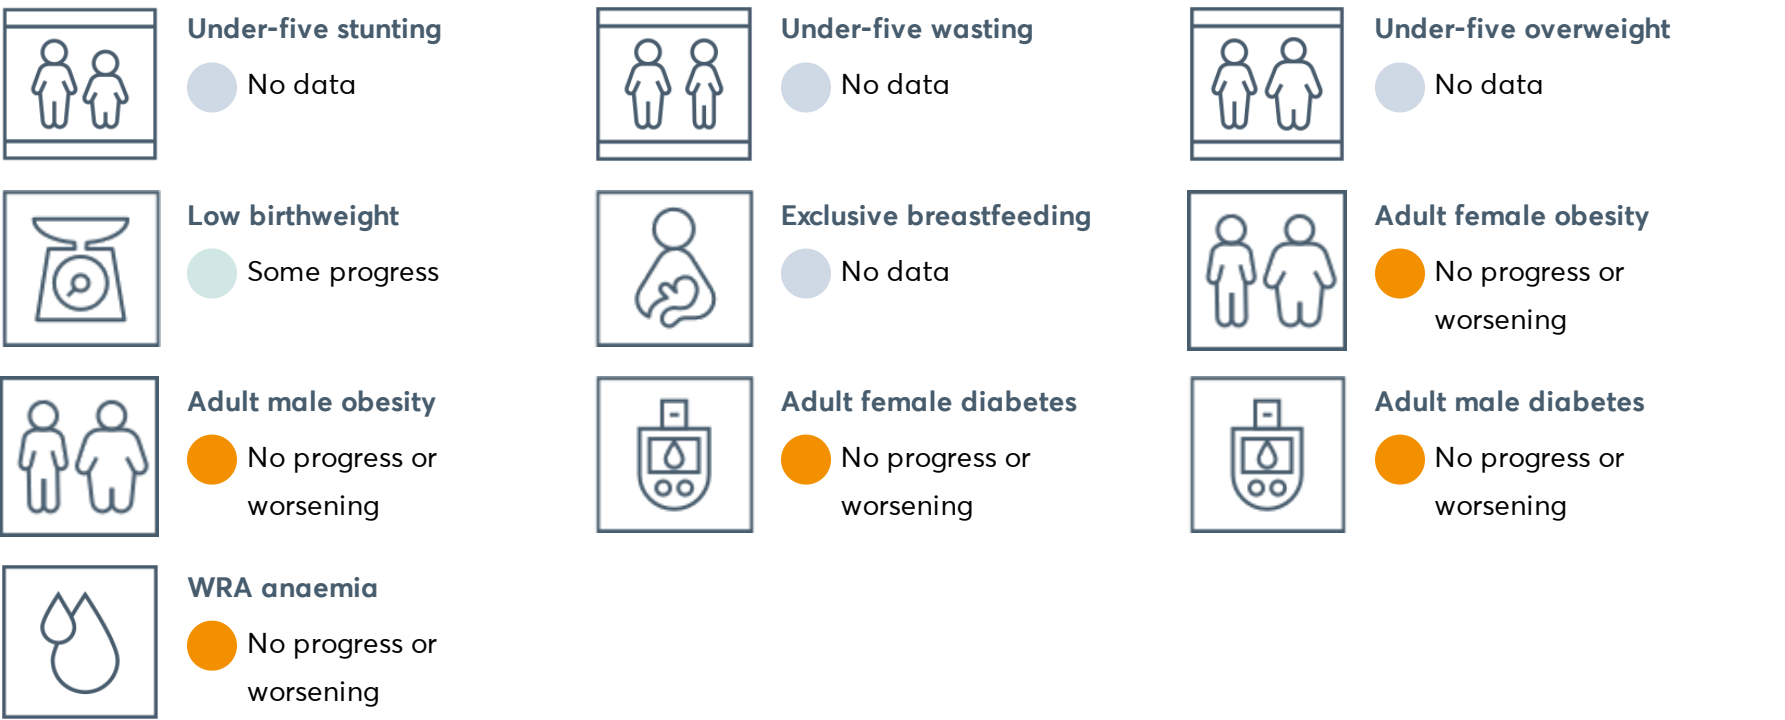 Under-five stunting
No data
Under-five wasting
No data
Under-five overweight
No data
Low birthweight
Some progress
Exclusive breastfeeding
No data
Adult female obesity
No progress or
worsening
Adult male obesity
No progress or
worsening
Adult female diabetes
No progress or
worsening
Adult male diabetes
No progress or
worsening
WRA anaemia
No progress or
worsening